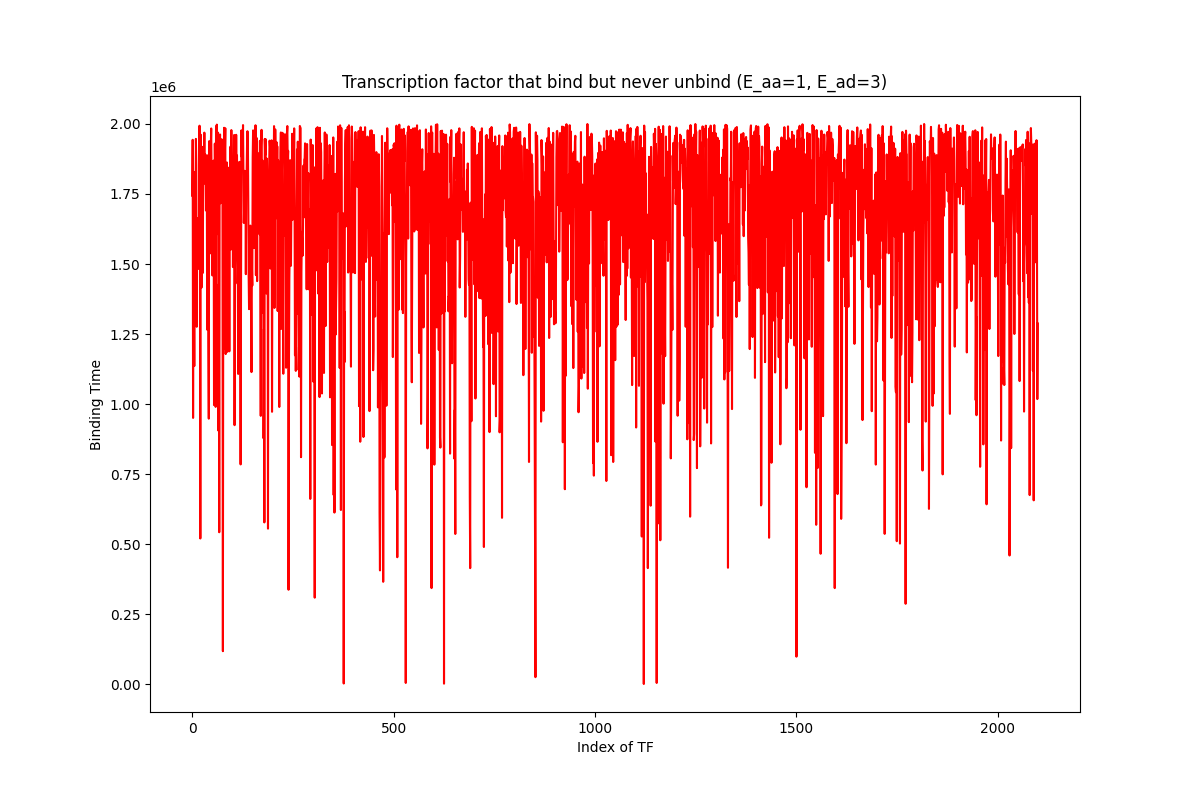 Transcription factor that bind but never unbind (E_aa=1, E_ad=3)
1e6
2.00
1.75
1.50
1.25
1.00
0.75
0.50
0.25
0.00
Binding Time
0 500 1000 1500 2000
Index of TF